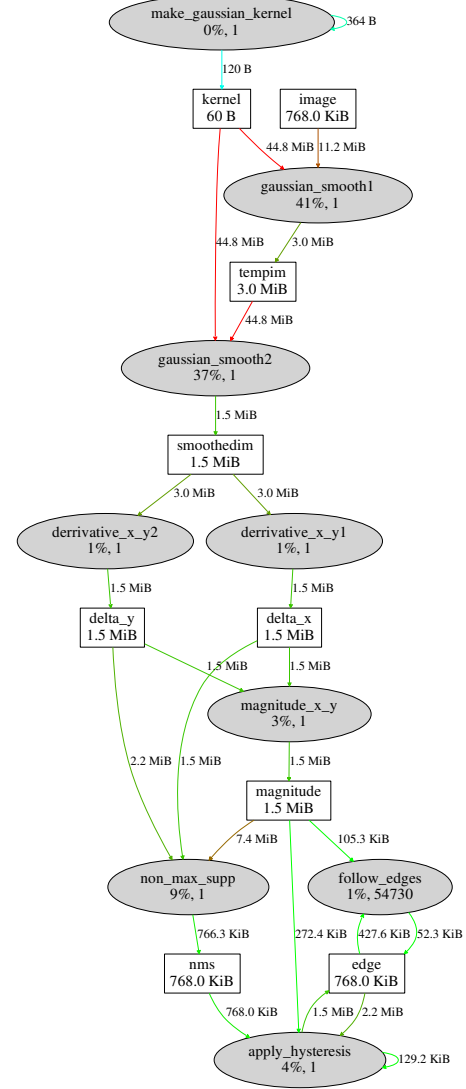 make_gaussian_kernel
0%, 1
364 B
120 B
kernel
60 B
image
768.0 KiB
44.8 MiB
11.2 MiB
gaussian_smooth1
41%, 1
44.8 MiB
3.0 MiB
tempim
3.0 MiB
44.8 MiB
gaussian_smooth2
37%, 1
1.5 MiB
smoothedim
1.5 MiB
3.0 MiB
3.0 MiB
derrivative_x_y2
1%, 1
derrivative_x_y1
1%, 1
1.5 MiB
1.5 MiB
delta_y
1.5 MiB
delta_x
1.5 MiB
1.5 MiB
1.5 MiB
magnitude_x_y
3%, 1
2.2 MiB
1.5 MiB
1.5 MiB
magnitude
1.5 MiB
7.4 MiB
105.3 KiB
non_max_supp
9%, 1
follow_edges
1%, 54730
766.3 KiB
272.4 KiB
427.6 KiB
52.3 KiB
nms
768.0 KiB
edge
768.0 KiB
768.0 KiB
1.5 MiB
2.2 MiB
apply_hysteresis
4%, 1
129.2 KiB